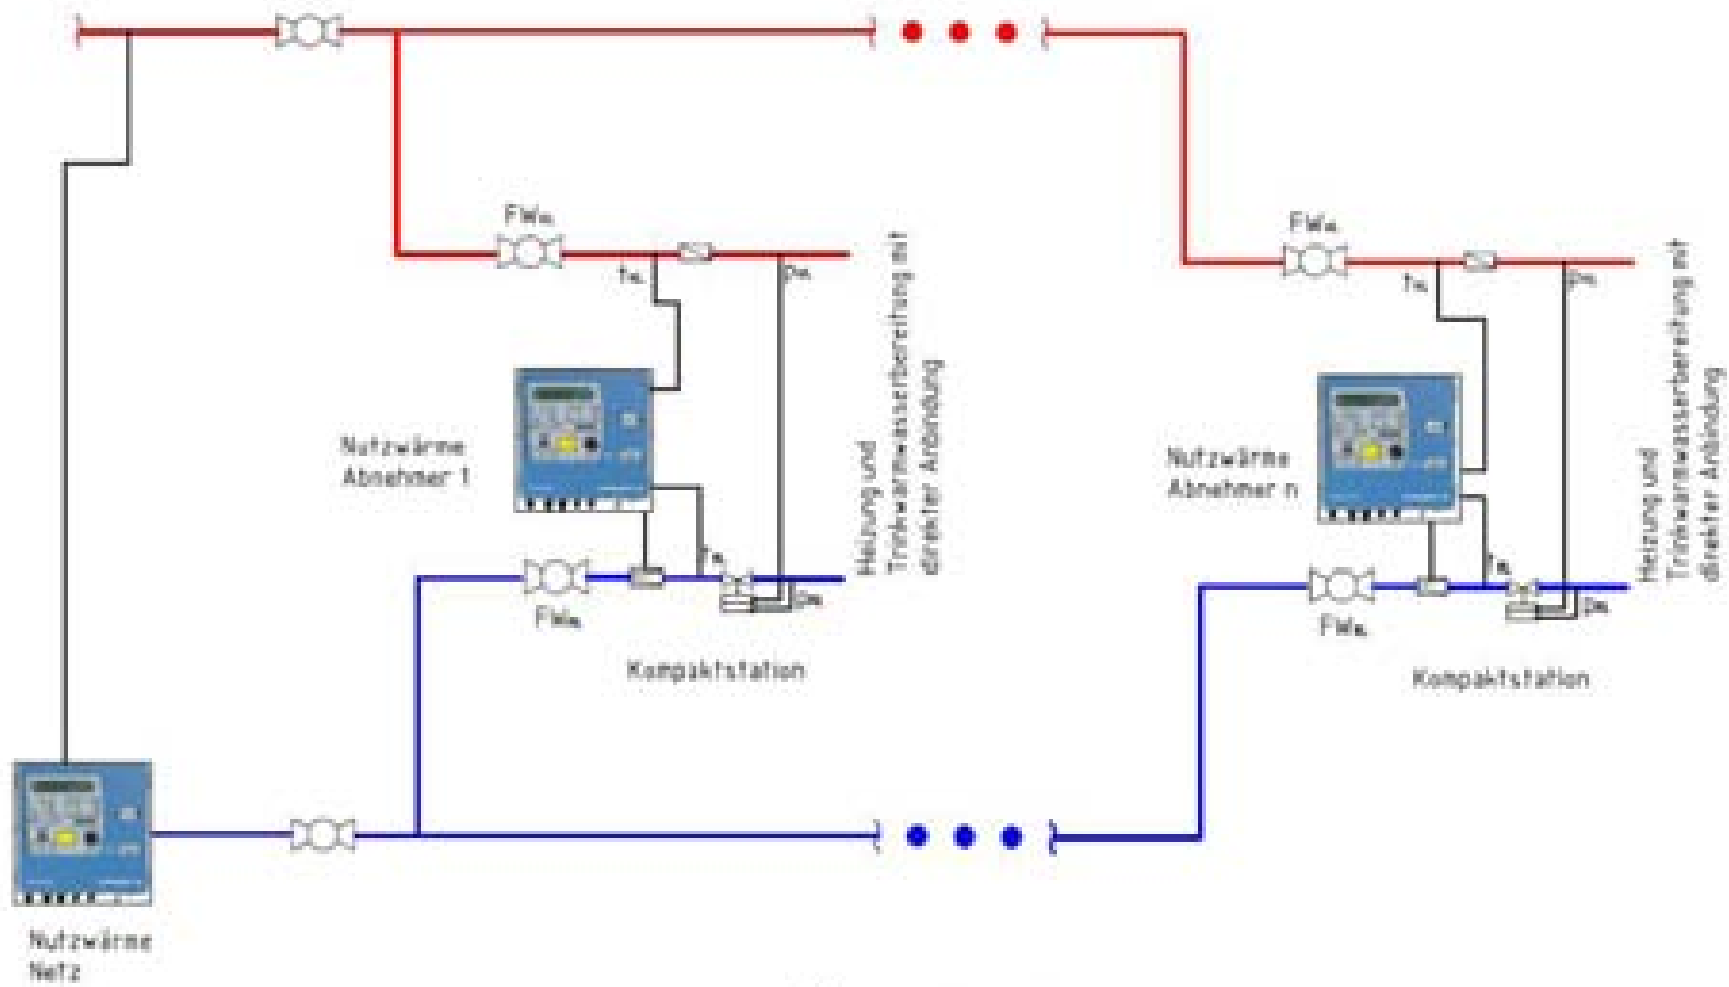 FW
FW
Nutzwärme
Abnehmer 1
Heizung und
Trinkwarmwasserbereitung mit
direkter Anbindung
Nutzwärme
Abnehmer n
Heizung und
Trinkwarmwasserbereitung mit
direkter Anbindung
FW
FW
Kompaktstation
Kompaktstation
Nutzwärme
Netz